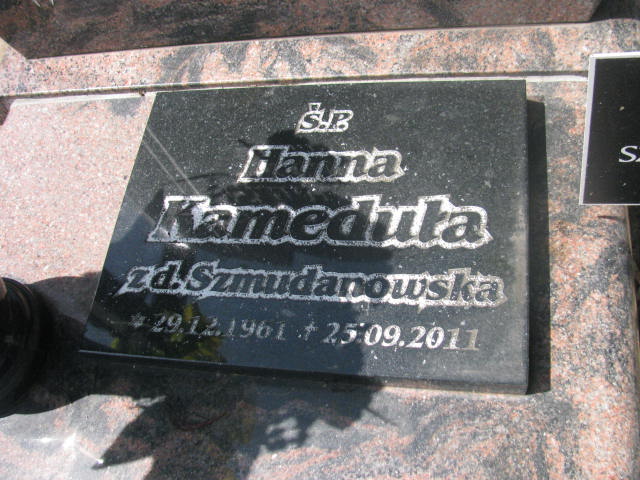 Ś.P.
Hanna
Kameduła
z d. Szmudanowska
* 29.12.1961 + 25.09.2011